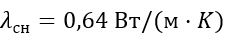 λсн = 0,64 Вт/(м · K)